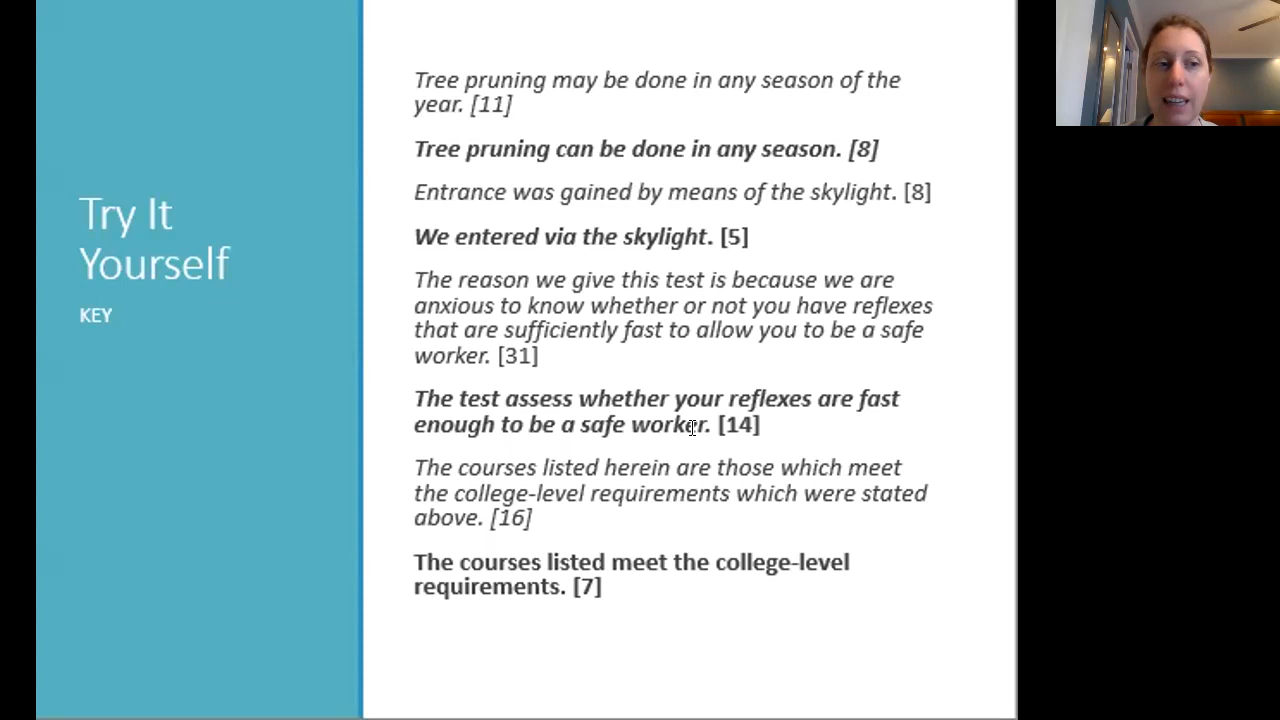 Try It
Yourself
KEY
Tree pruning may be done in any season of the
year. [11]
Tree pruning can be done in any season. [8]
Entrance was gained by means of the skylight. [8]
We entered via the skylight. [5]
The reason we give this test is because we are
anxious to know whether or not you have reflexes
that are sufficiently fast to allow you to be a safe
worker. [31]
The test assess whether your reflexes are fast
enough to be a safe worker. [14]
The courses listed herein are those which meet
the college-level requirements which were stated
above. [16]
The courses listed meet the college-level
requirements. [7]